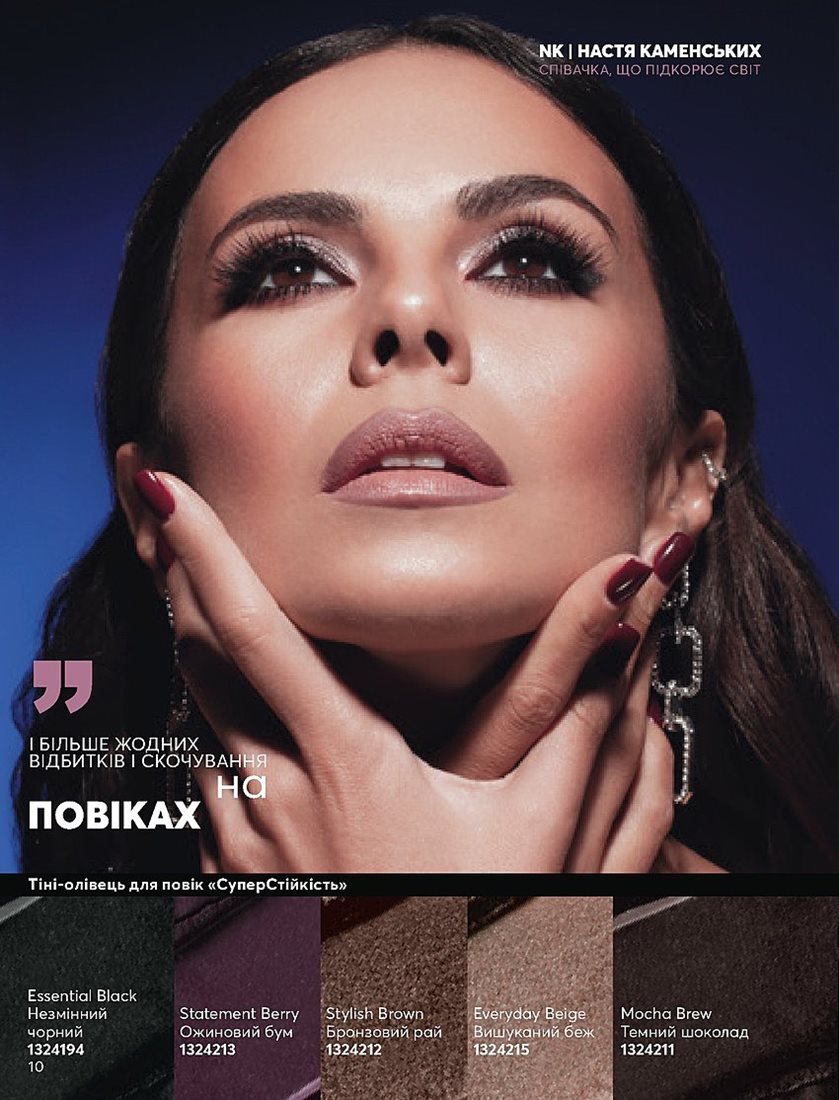 NK | НАСТЯ КАМЕНСЬКИХ
СПІВАЧКА, ЩО ПІДКОРЮЄ СВІТ
”
І БІЛЬШЕ ЖОДНИХ
ВІДБИТКІВ І СКОЧУВАННЯ
на
ПОВІКАХ
Тіні-олівець для повік «СуперСтійкість»
Essential Black
Незмінний
чорний
1324194
Statement Berry
Ожиновий бум
1324213
Stylish Brown
Бронзовий рай
1324212
Everyday Beige
Вишуканий беж
1324215
Mocha Brew
Темний шоколад
1324211
10